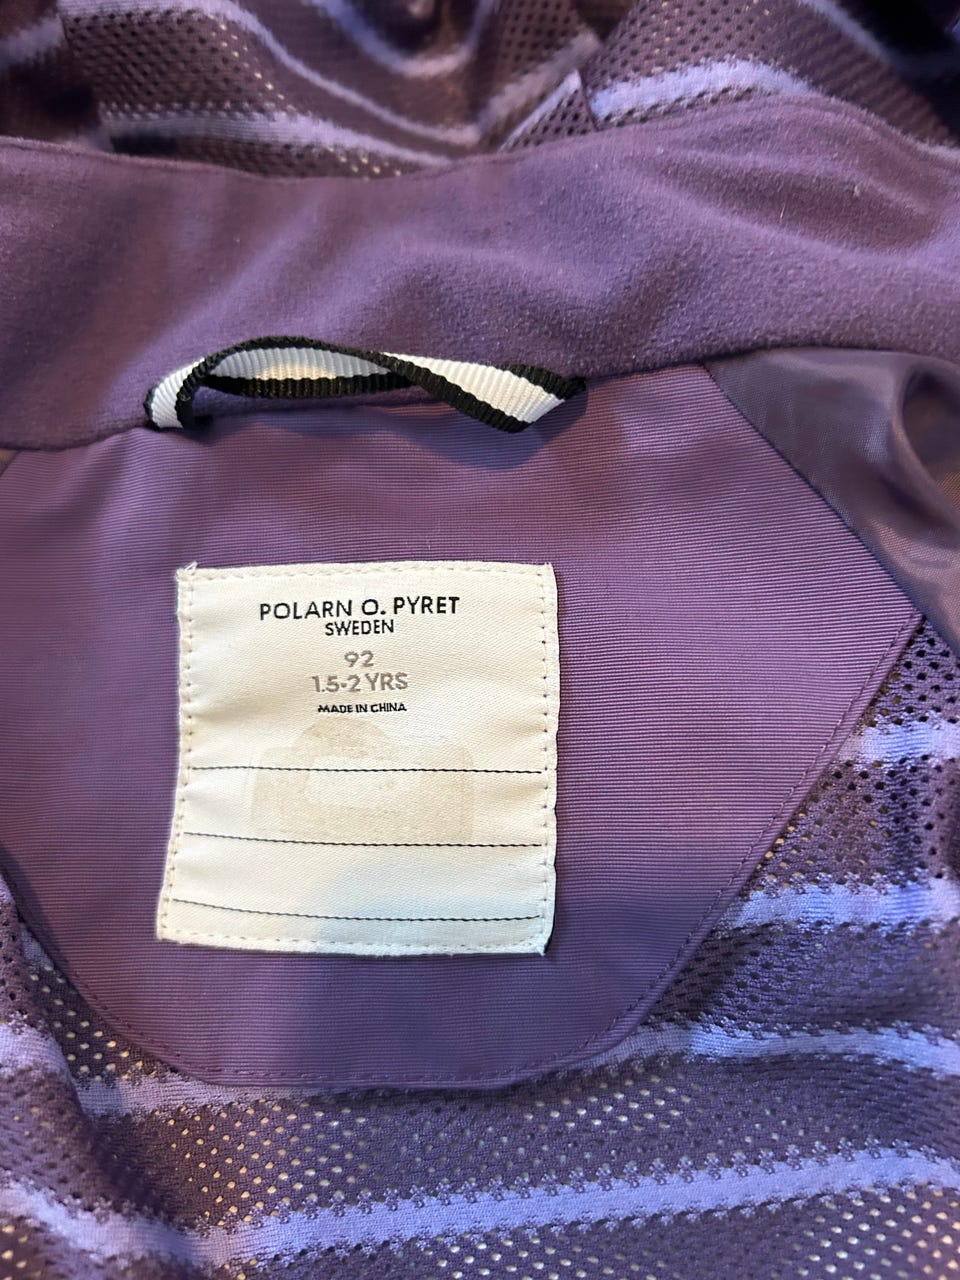 POLARN O. PYRET
SWEDEN
92
1.5-2 YRS
MADE IN CHINA